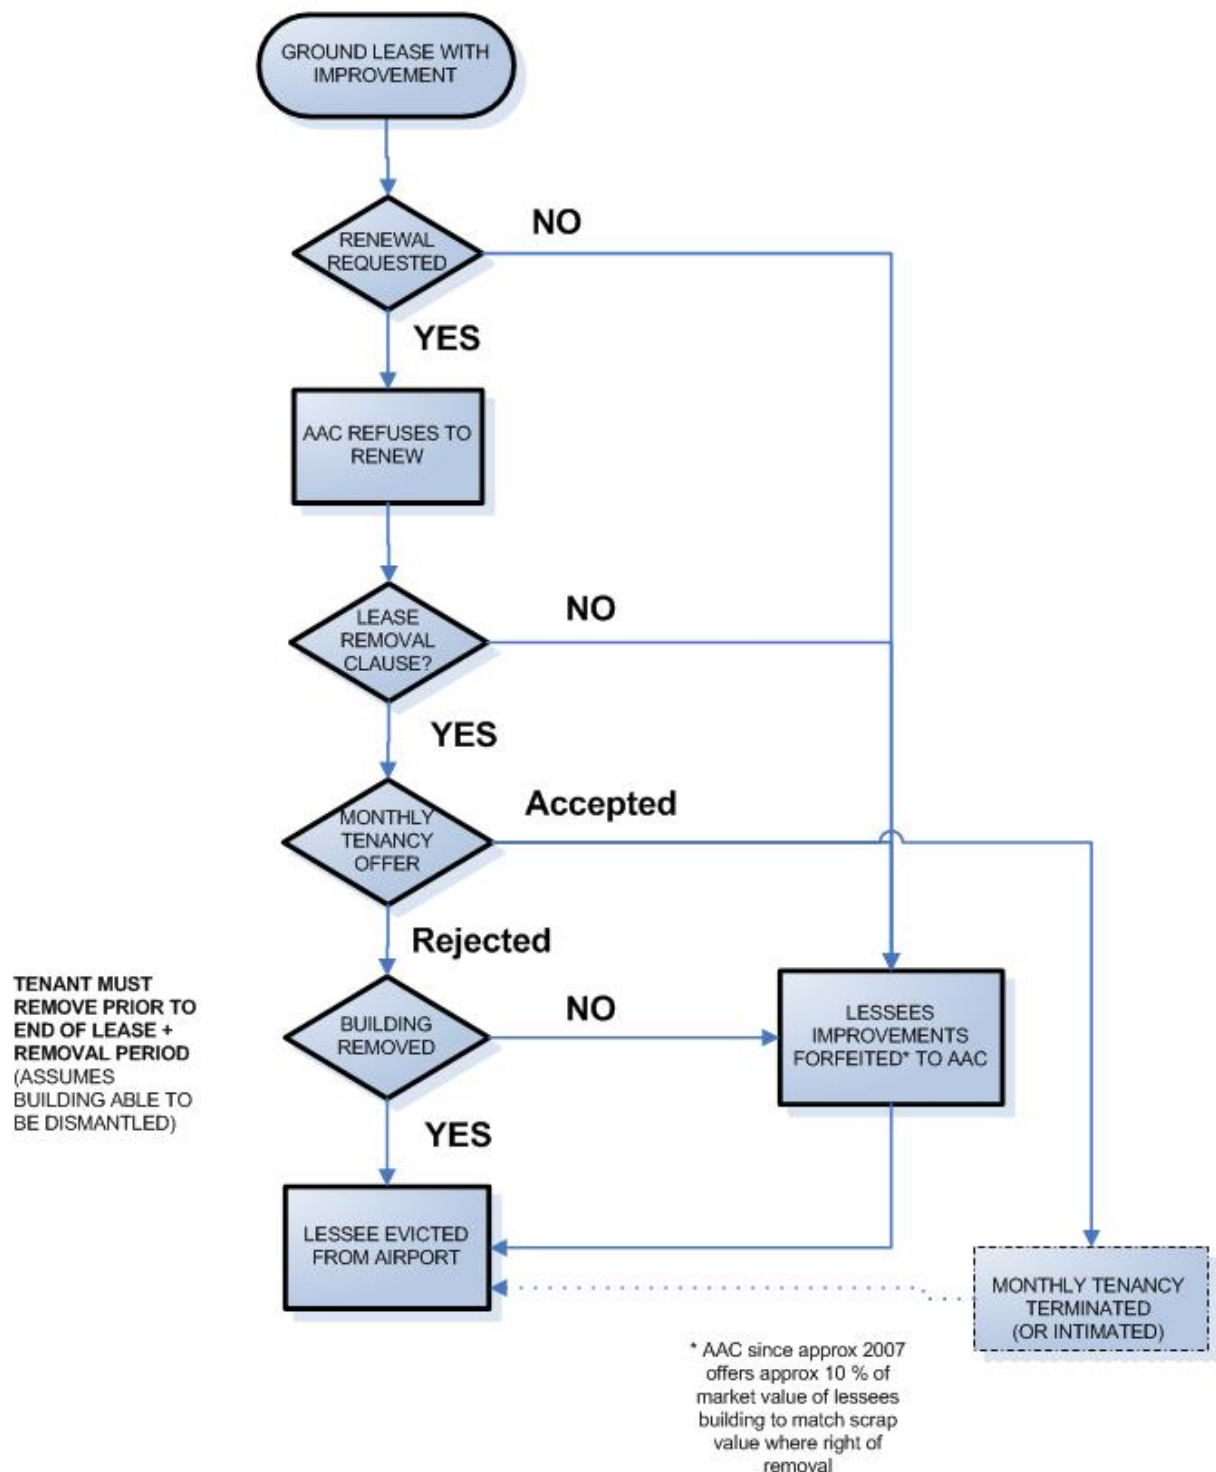 GROUND LEASE WITH
IMPROVEMENT
RENEWAL
REQUESTED
NO
YES
AAC REFUSES TO
RENEW
LEASE
REMOVAL
CLAUSE?
NO
YES
MONTHLY
TENANCY
OFFER
Accepted
Rejected
TENANT MUST
REMOVE PRIOR TO
END OF LEASE +
REMOVAL PERIOD
(ASSUMES
BUILDING ABLE TO
BE DISMANTLED)
BUILDING
REMOVED
NO
YES
LESSEES
IMPROVEMENTS
FORFEITED* TO AAC
LESSEE EVICTED
FROM AIRPORT
MONTHLY TENANCY
TERMINATED
(OR INTIMATED)
* AAC since approx 2007
offers approx 10 % of
market value of lessees
building to match scrap
value where right of
removal